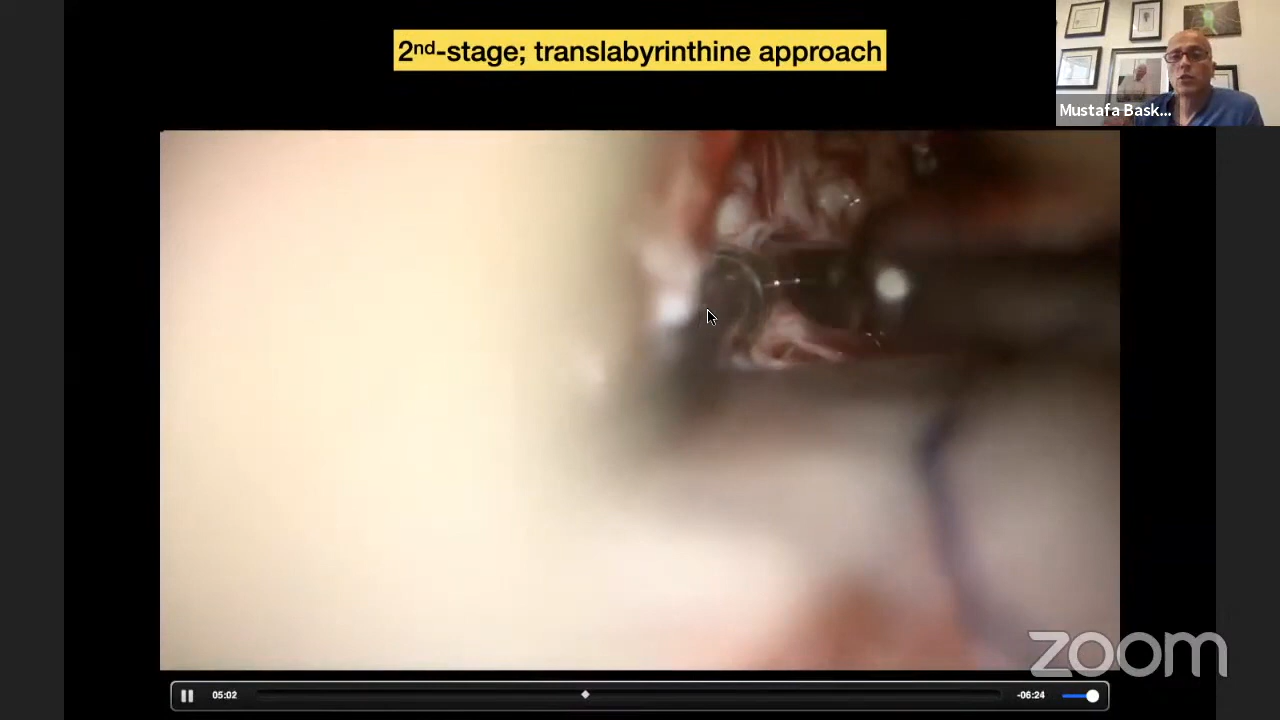 2nd-stage; translabyrinthine approach
Mustafa Bask...
zoom
05:02
-06:24